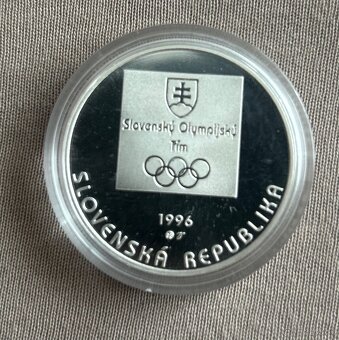 Slovenský Olympijský
Tím
1996
SLOVENSKÁ REPUBLIKA